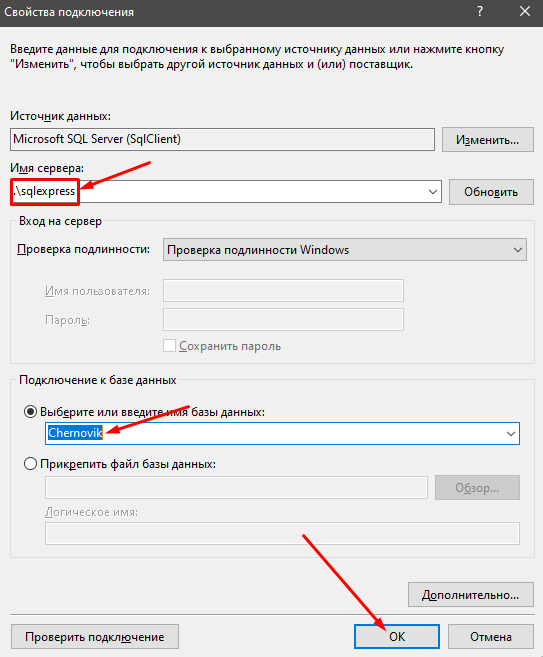 Свойства подключения
Введите данные для подключения к выбранному источнику данных или нажмите кнопку
"Изменить", чтобы выбрать другой источник данных и (или) поставщик.
Источник данных:
Microsoft SQL Server (SqlClient)
Изменить...
Имя сервера:
.\sqlexpress
Обновить
Вход на сервер
Проверка подлинности:
Проверка подлинности Windows
Имя пользователя:
Пароль:
Сохранить пароль
Подключение к базе данных
Выберите или введите имя базы данных:
Chernovik
Прикрепить файл базы данных:
Обзор...
Логическое имя:
Дополнительно...
Проверить подключение
ОК
Отмена